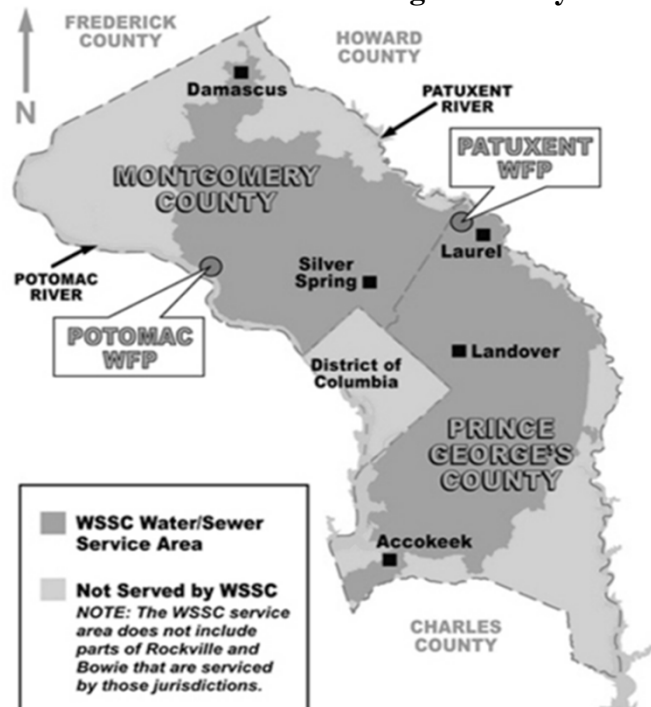 FREDERICK
COUNTY
HOWARD
COUNTY
N
Damascus
PATUXENT
RIVER
PATUXENT
WFP
MONTGOMERY
COUNTY
Laurel
Silver
Spring
POTOMAC
RIVER
POTOMAC
WFP
District of
Columbia
Landover
PRINCE
GEORGE'S
COUNTY
WSSC Water/Sewer
Service Area
Accokeek
Not Served by WSSC
NOTE: The WSSC service
area does not include
parts of Rockville and
Bowie that are serviced
by those jurisdictions.
CHARLES
COUNTY